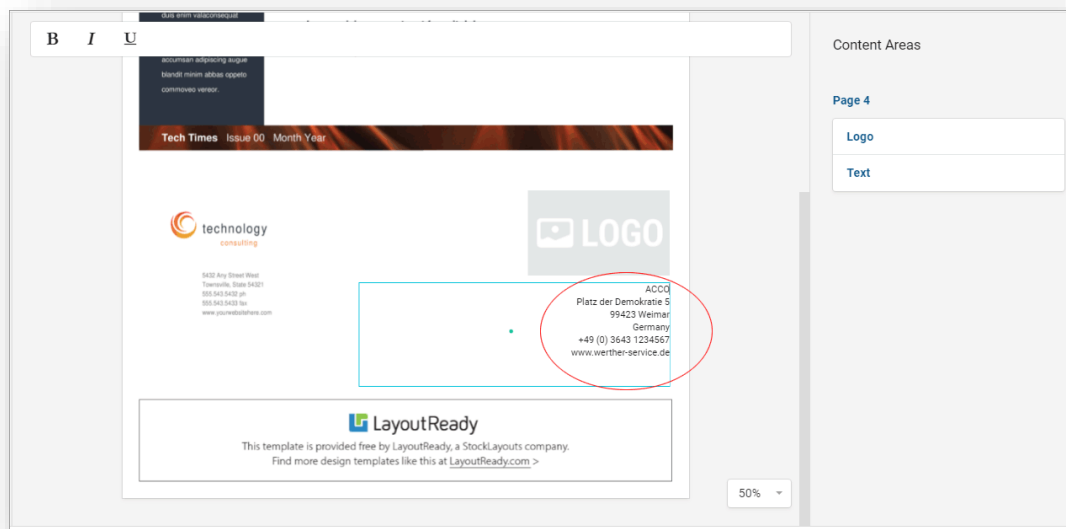 duis enim valaconsequat
B I U
accumsan adipiscing augue
blandit minim abbas oppeto
commoveo vereor.
Tech Times Issue 00 Month Year
technology
consulting
5432 Any Street West
Townsville, State 54321
555.543.5432 ph
555.543.5433 fax
www.yourwebsitehere.com
LOGO
ACCO
Platz der Demokratie 5
99423 Weimar
Germany
+49 (0) 3643 1234567
www.werther-service.de
LayoutReady
This template is provided free by LayoutReady, a StockLayouts company.
Find more design templates like this at LayoutReady.com >
50%
Content Areas
Page 4
Logo
Text